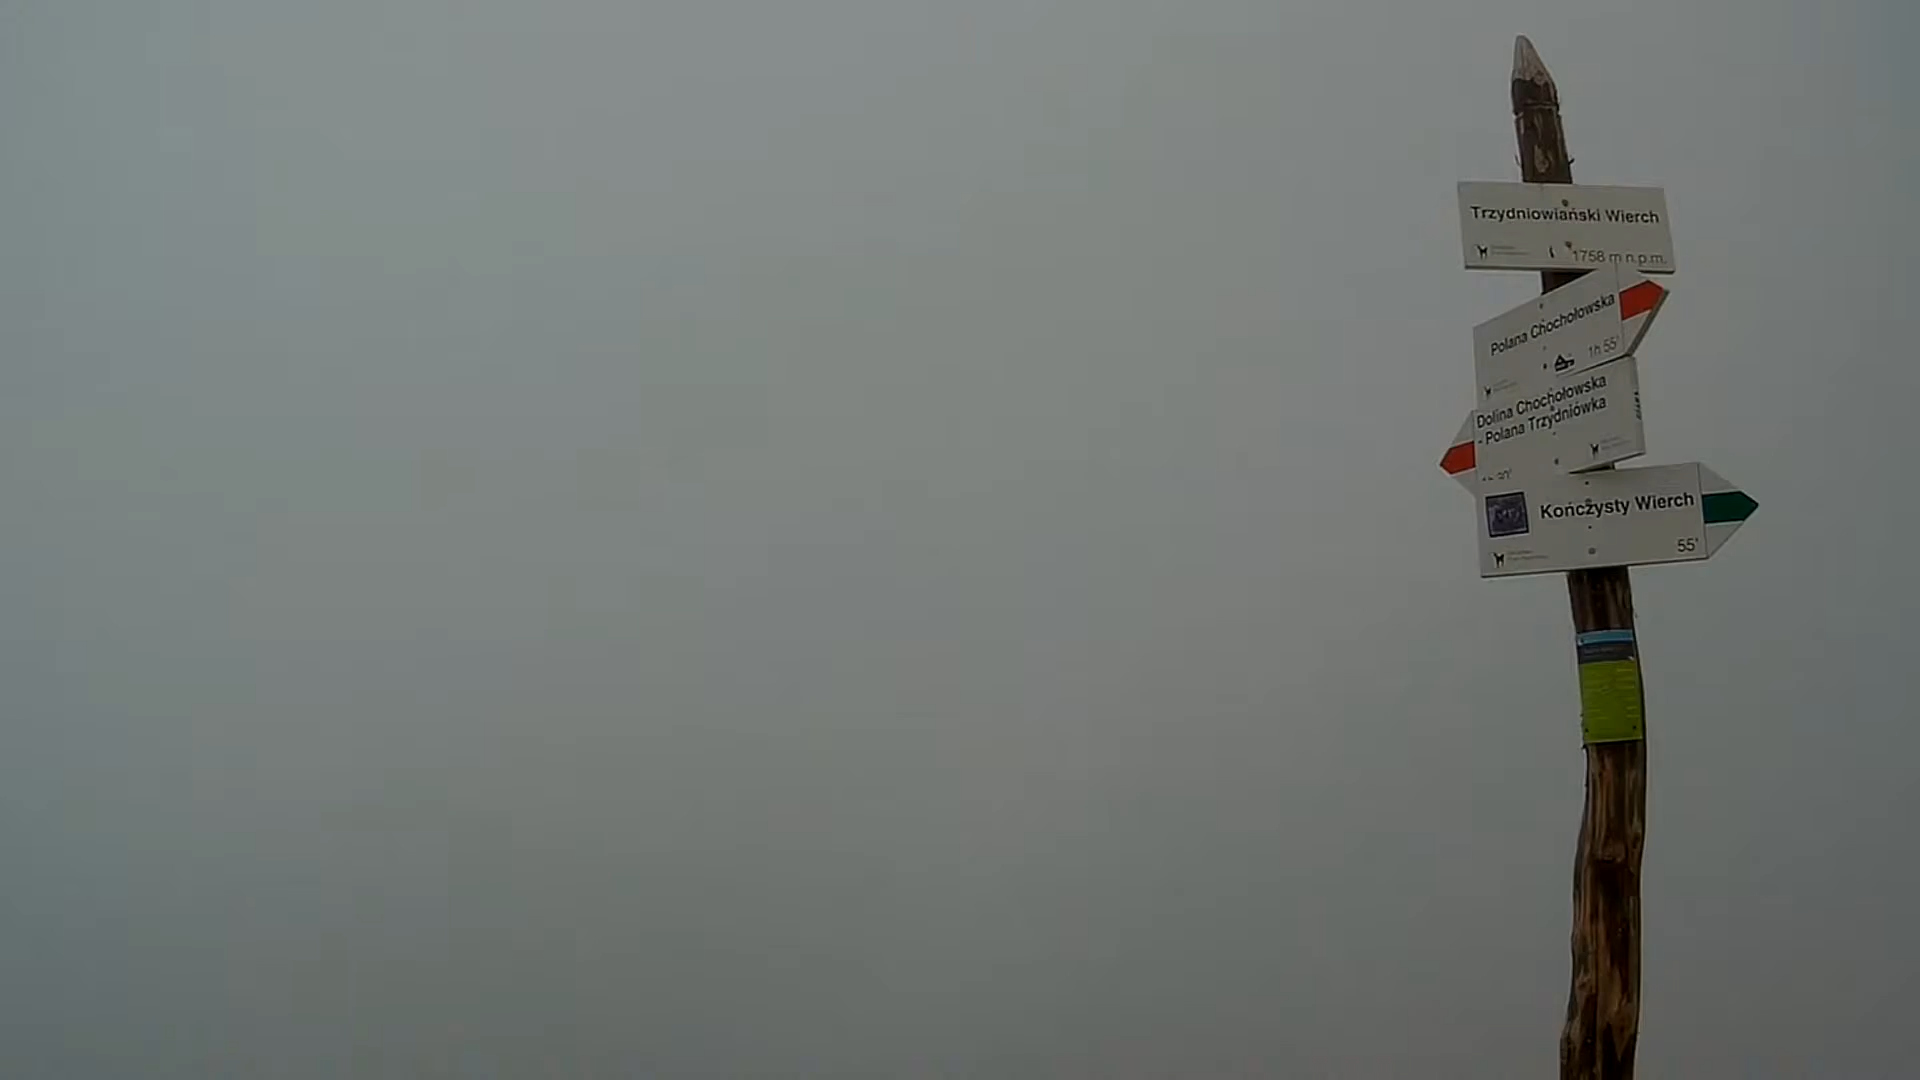 Trzydniowiański Wierch
1758 m n.p.m.
Polana Chochołowska
1h 55'
Dolina Chochołowska
- Polana Trzydniówka
Kończysty Wierch
55'